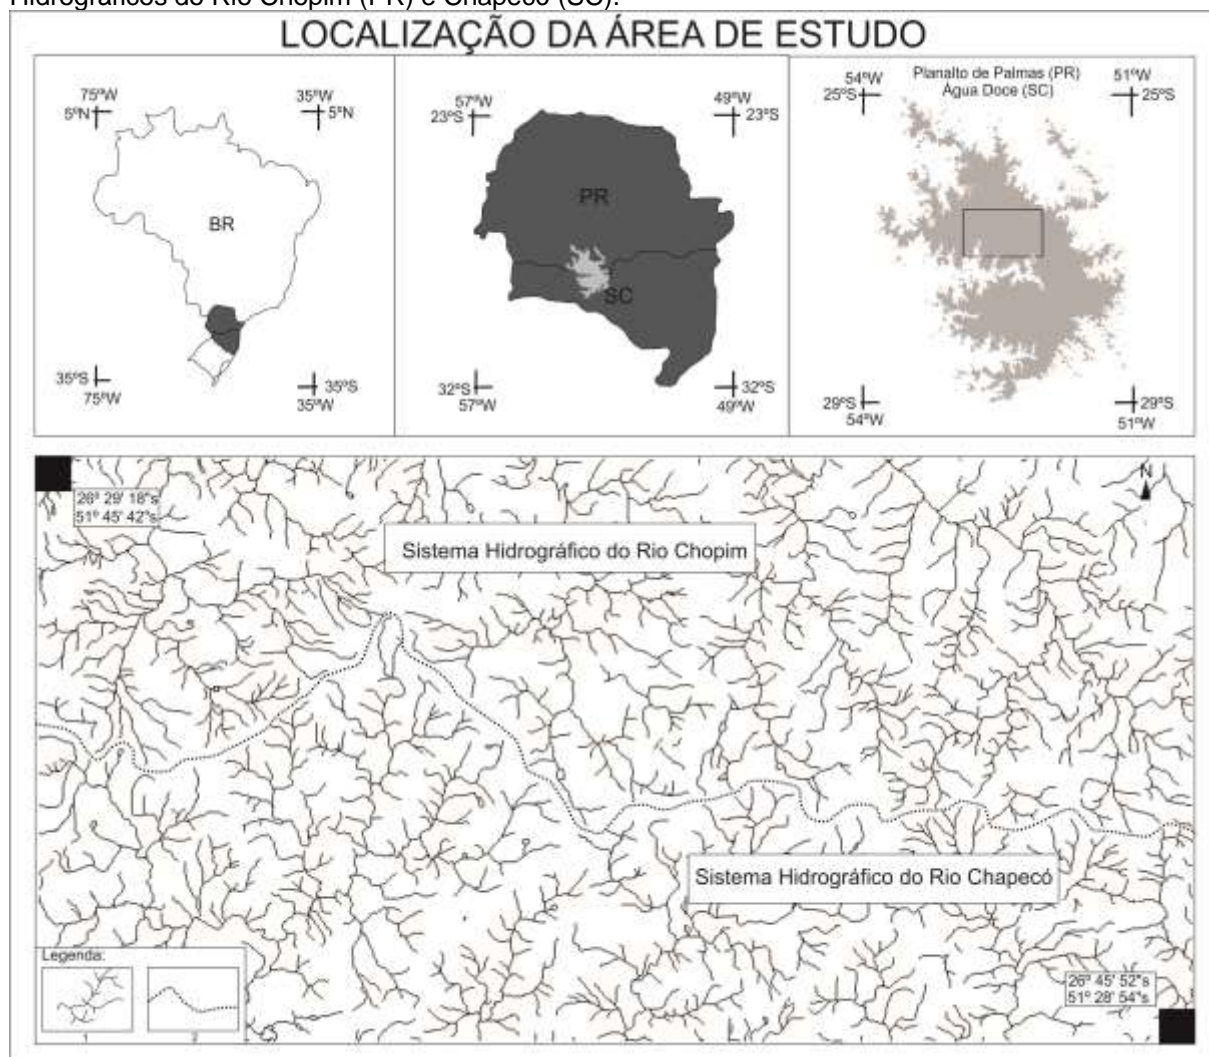 Hidrográficos do Rio Chopim (PR) e Chapecó (SC).
LOCALIZAÇÃO DA ÁREA DE ESTUDO
75ºW
5ºN
35ºW
5ºN
BR
35ºS
75ºW
35ºS
35ºW
57ºW
23ºS
49ºW
23ºS
PR
SC
32ºS
57ºW
32ºS
49ºW
Planalto de Palmas (PR)
Água Doce (SC)
54ºW
25ºS
51ºW
25ºS
29ºS
54ºW
29ºS
51ºW
26º 29' 18"s
51º 45' 42"s
N
Sistema Hidrográfico do Rio Chopim
Sistema Hidrográfico do Rio Chapecó
26º 45' 52"s
51º 28' 54"s
Legenda:
1
2